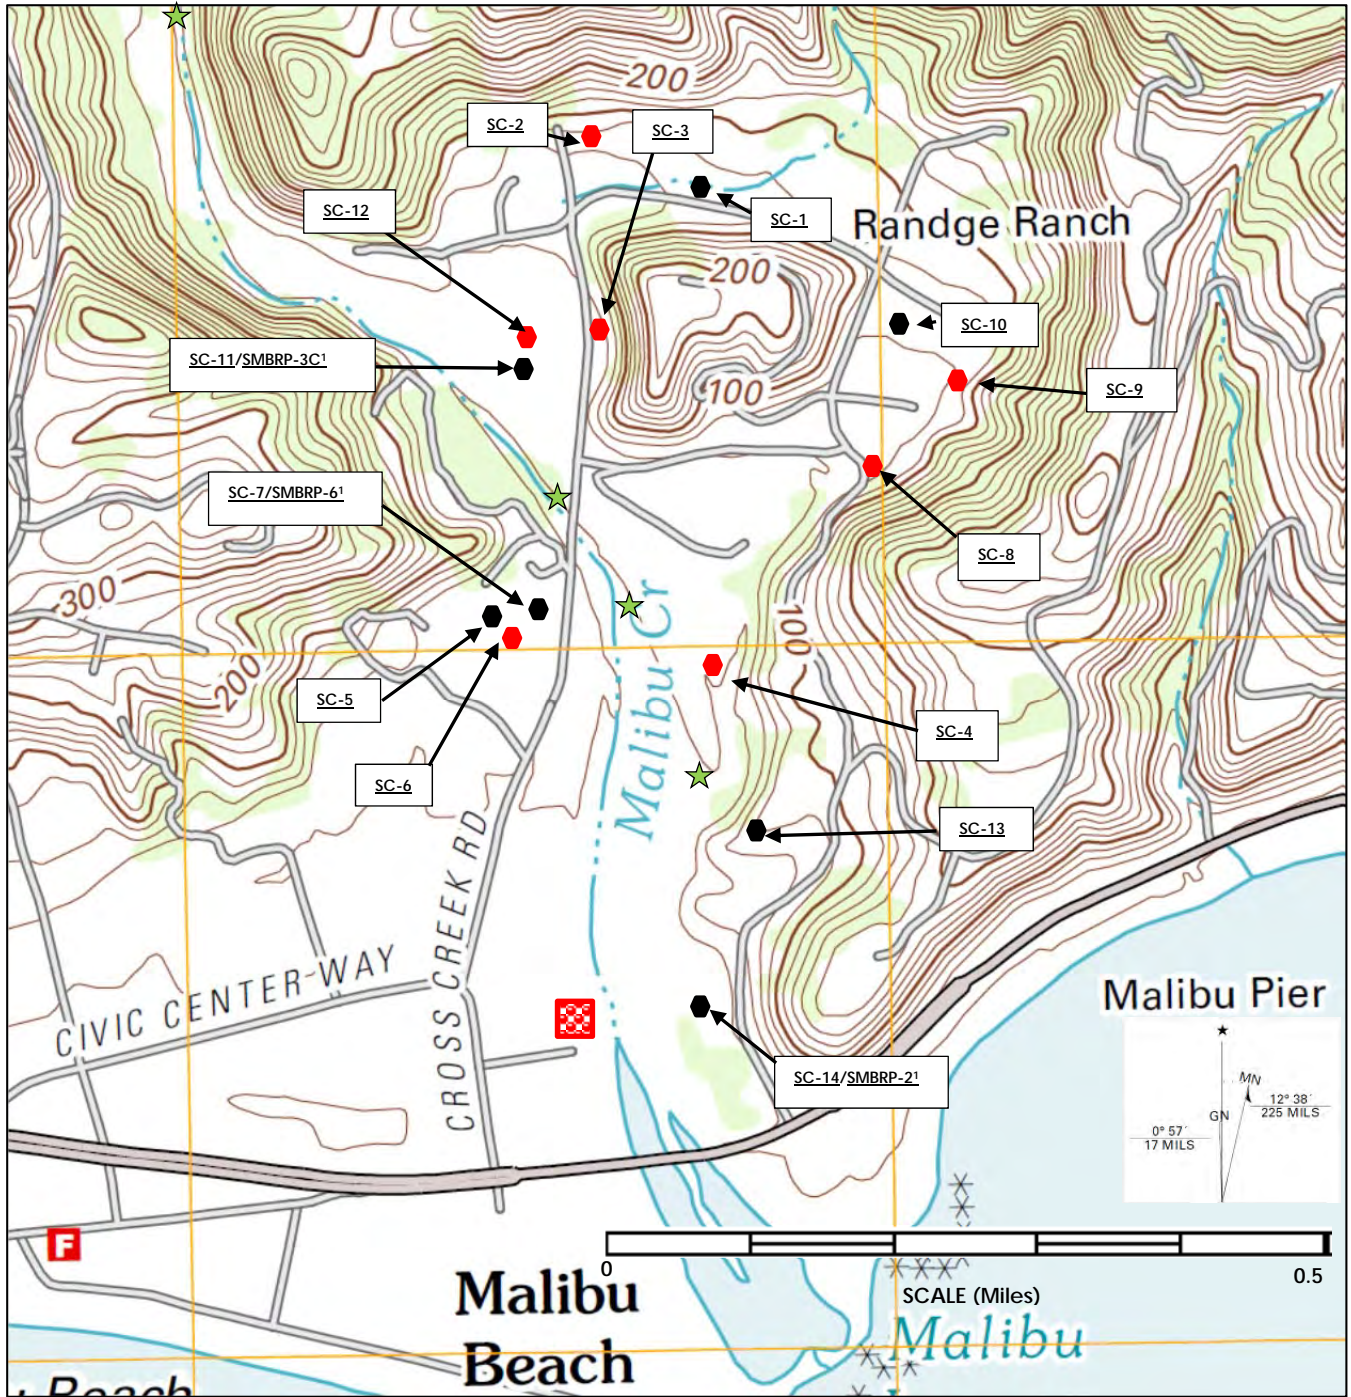 200
SC-2
SC-3
SC-12
SC-1
Randge Ranch
200
SC-10
SC-11/SMBRP-3C¹
100
SC-9
SC-7/SMBRP-6¹
SC-8
300
100
Malibu Cr
200
SC-5
SC-4
SC-6
SC-13
CROSS CREEK RD
CIVIC CENTER WAY
Malibu Pier
SC-14/SMBRP-2¹
MN
GN
12° 38´
225 MILS
0° 57´
17 MILS
F
0
0.5
SCALE (Miles)
Malibu
Beach
Malibu
Beach